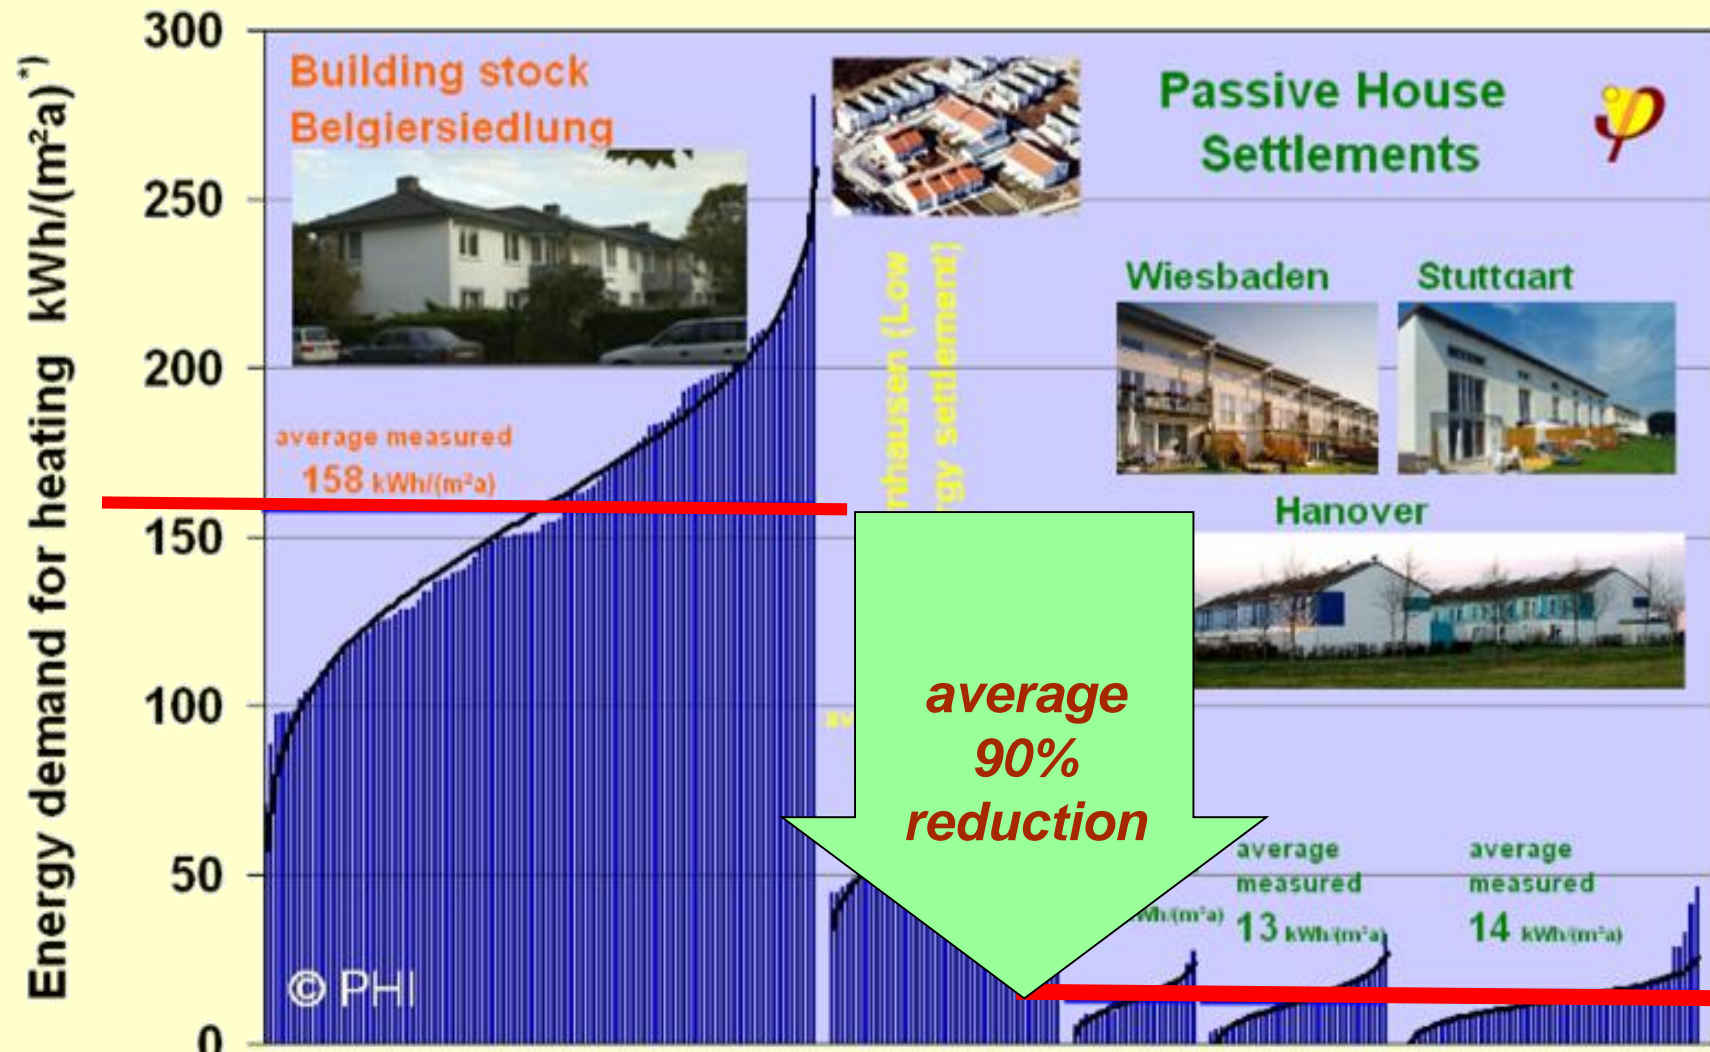 Energy demand for heating kWh/(m²a)*)
300
250
200
150
100
50
0
Building stock
Belgiersiedlung
average measured
158 kWh/(m²a)
© PHI
(Low
settlement)
Passive House
Settlements
Wiesbaden
Stuttgart
Hanover
average
90%
reduction
average
measured
13 kWh/(m²a)
average
measured
14 kWh/(m²a)